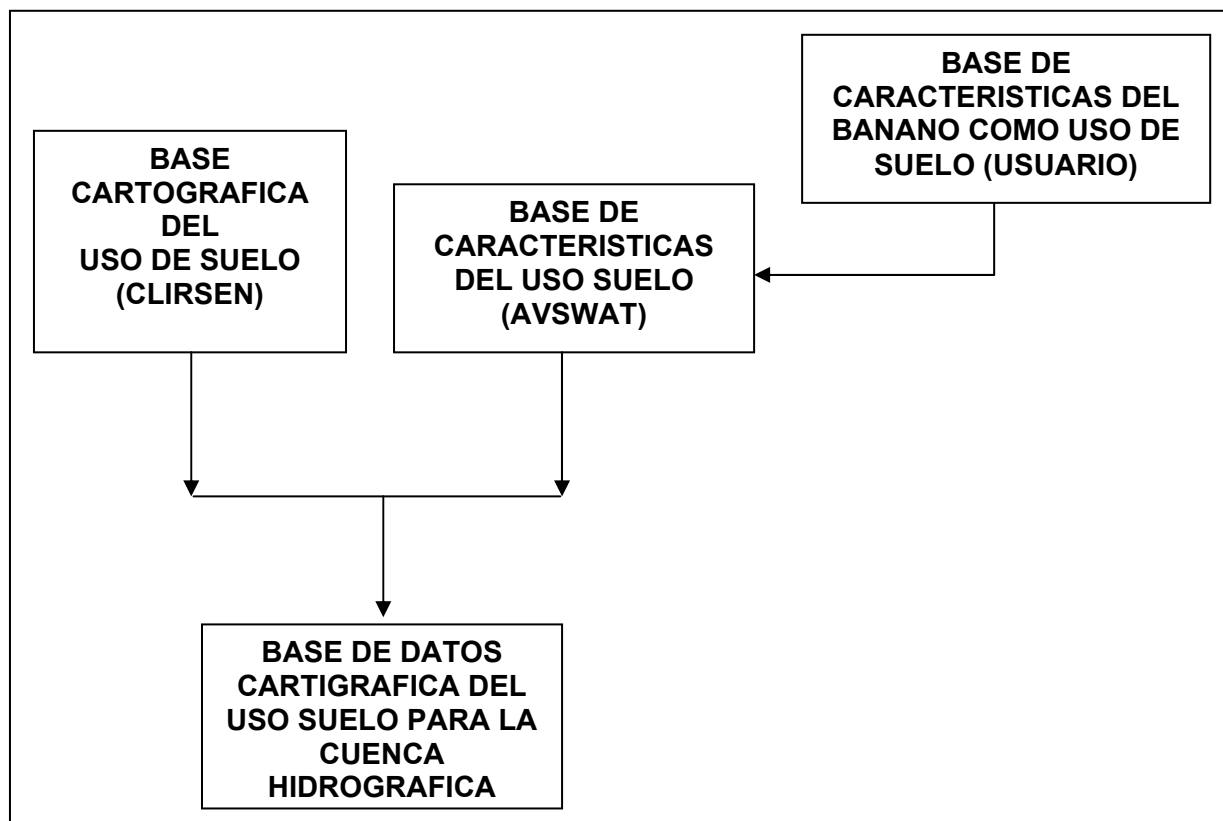 BASE DE
CARACTERISTICAS DEL
BANANO COMO USO DE
SUELO (USUARIO)
BASE
CARTOGRAFICA
DEL
USO DE SUELO
(CLIRSEN)
BASE DE
CARACTERISTICAS
DEL USO SUELO
(AVSWAT)
BASE DE DATOS
CARTIGRAFICA DEL
USO SUELO PARA LA
CUENCA
HIDROGRAFICA